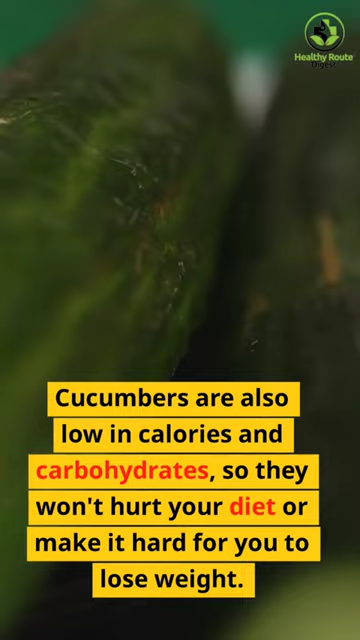 Healthy Route
Digest
Cucumbers are also
low in calories and
carbohydrates, so they
won't hurt your diet or
make it hard for you to
lose weight.